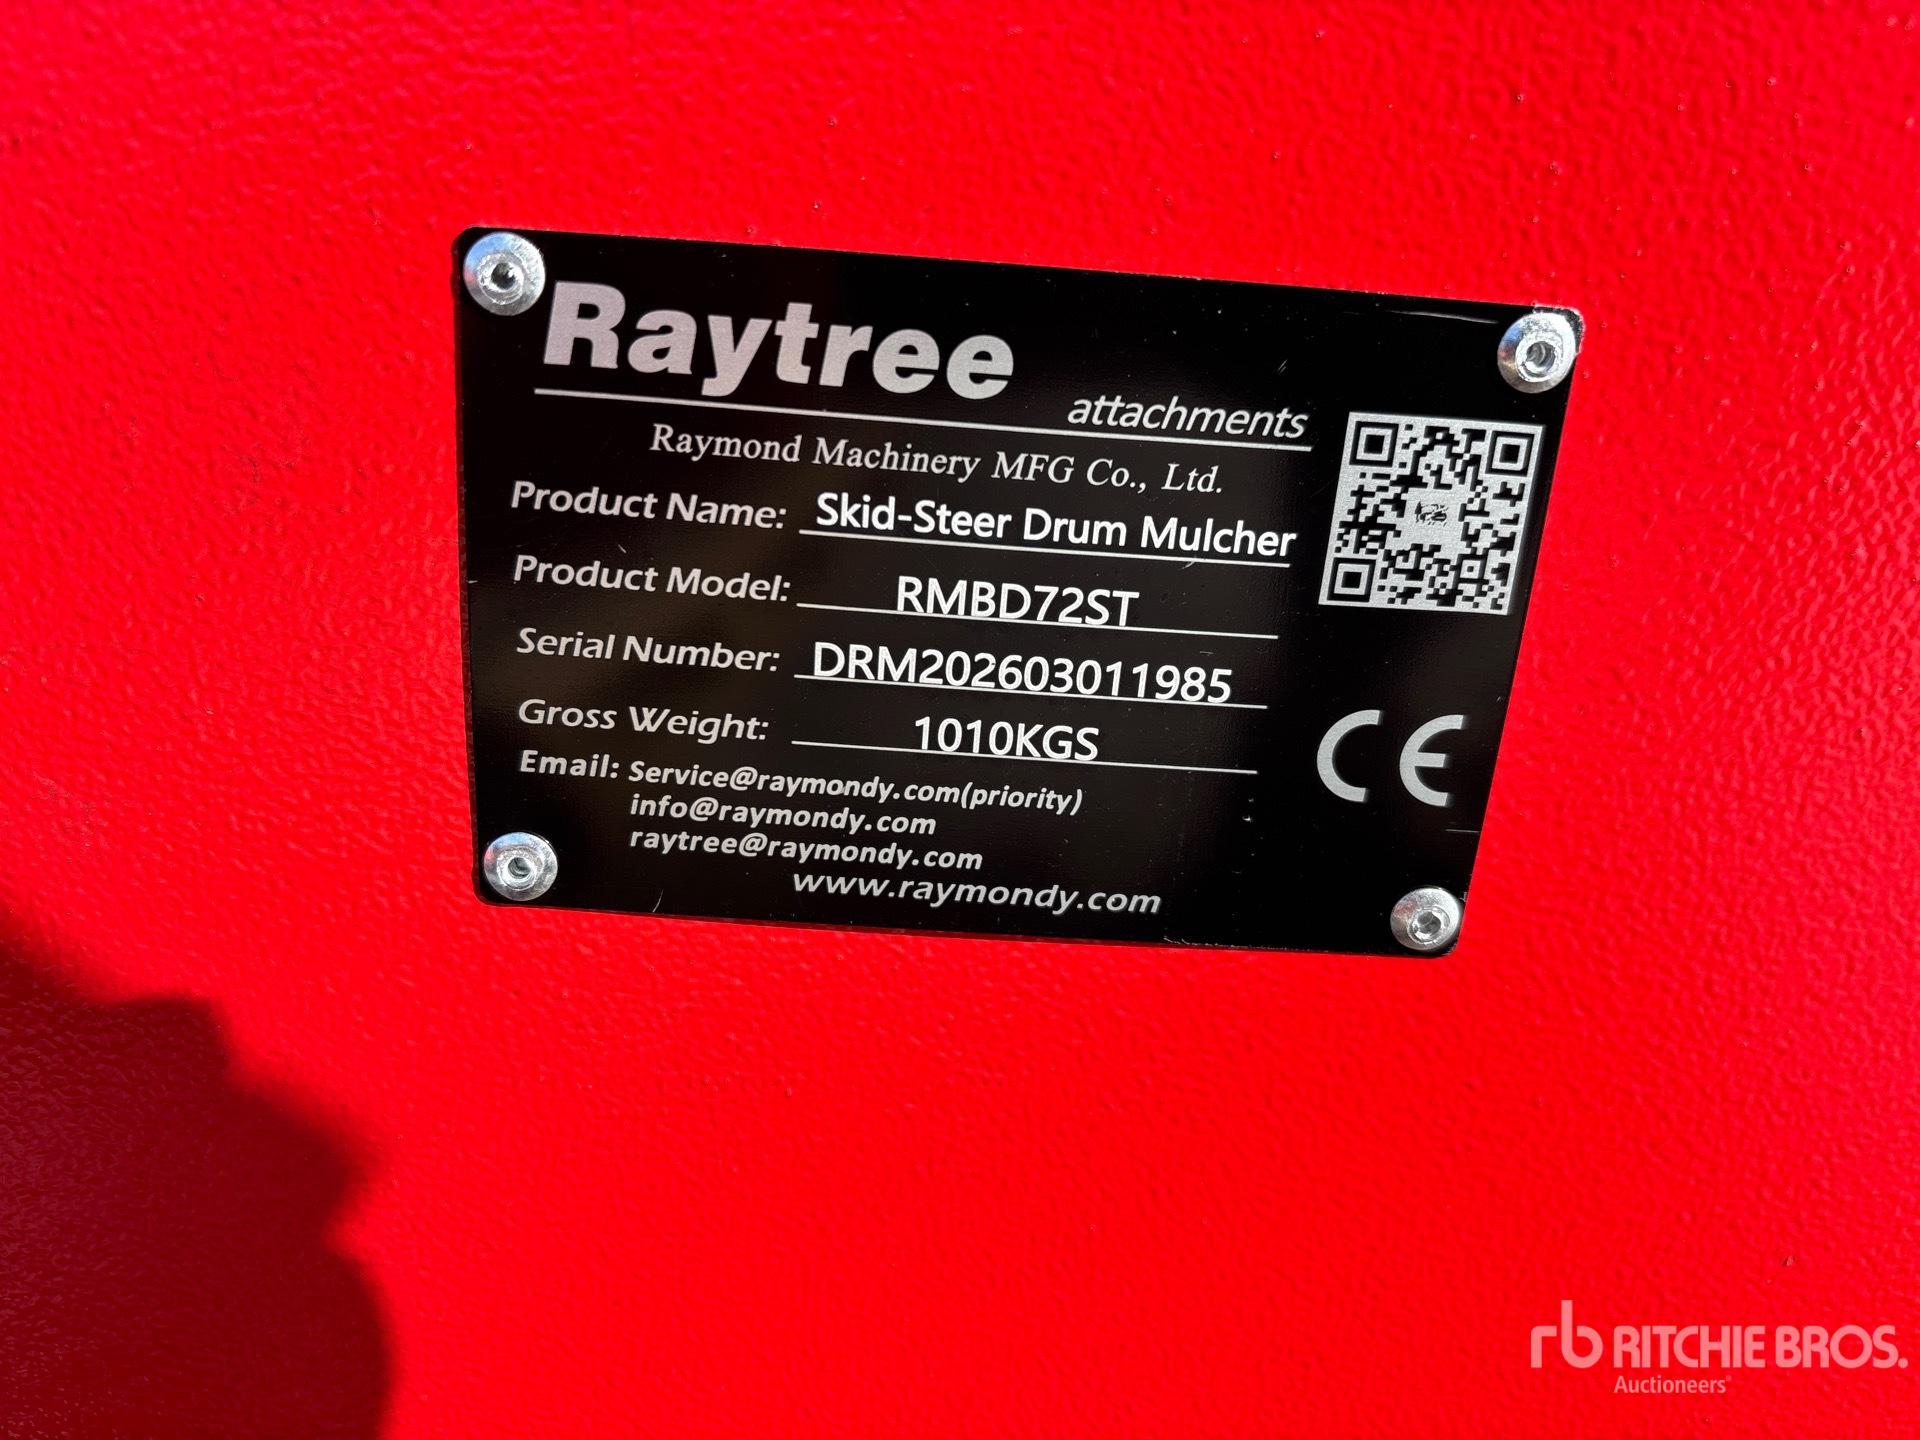 Raytree
attachments
Raymond Machinery MFG Co., Ltd.
Product Name: Skid-Steer Drum Mulcher
Product Model: RMBD72ST
Serial Number: DRM202603011985
Gross Weight: 1010KGS
Email: Service@raymondy.com(priority)
info@raymondy.com
raytree@raymondy.com
www.raymondy.com
CE
rb RITCHIE BROS.
Auctioneers